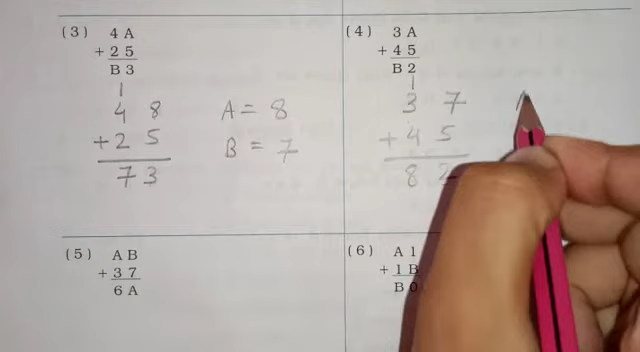 (3) 4 A
+ 2 5
B 3
1
4 8
+ 2 5
7 3
A = 8
B = 7
(4) 3 A
+ 4 5
B 2
1
3 7
+ 4 5
8 2
(5) A B
+ 3 7
6 A
(6) A 1
+ 1 B
B 0